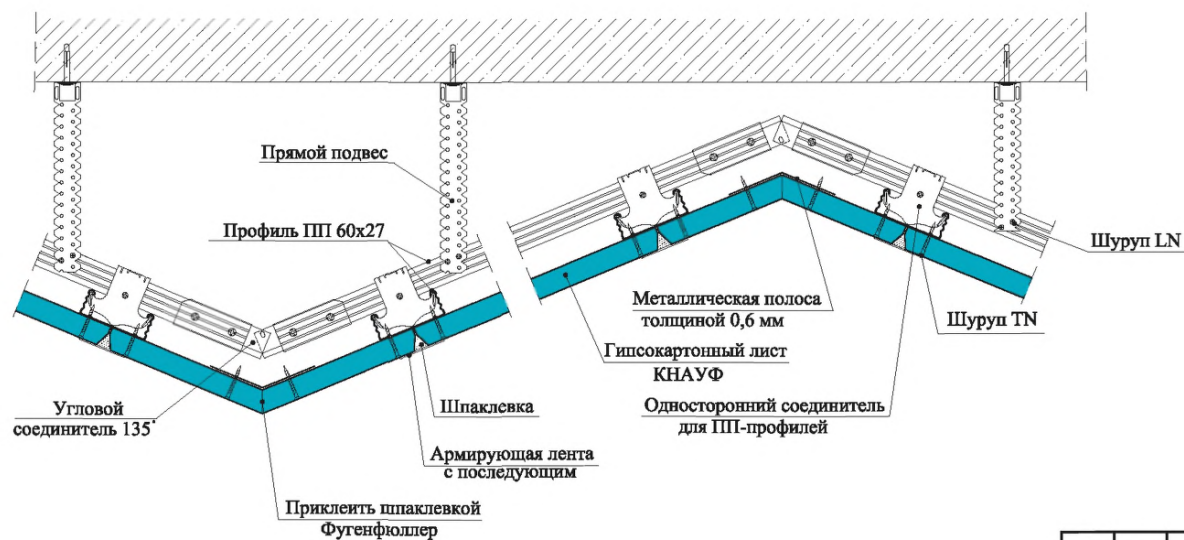 Прямой подвес
Профиль ПП 60x27
Угловой
соединитель 135°
Шпаклевка
Армирующая лента
с последующим
Приклеить шпаклевкой
Фугенфюллер
Шуруп LN
Металлическая полоса
толщиной 0,6 мм
Шуруп TN
Гипсокартонный лист
КНАУФ
Односторонний соединитель
для ПП-профилей